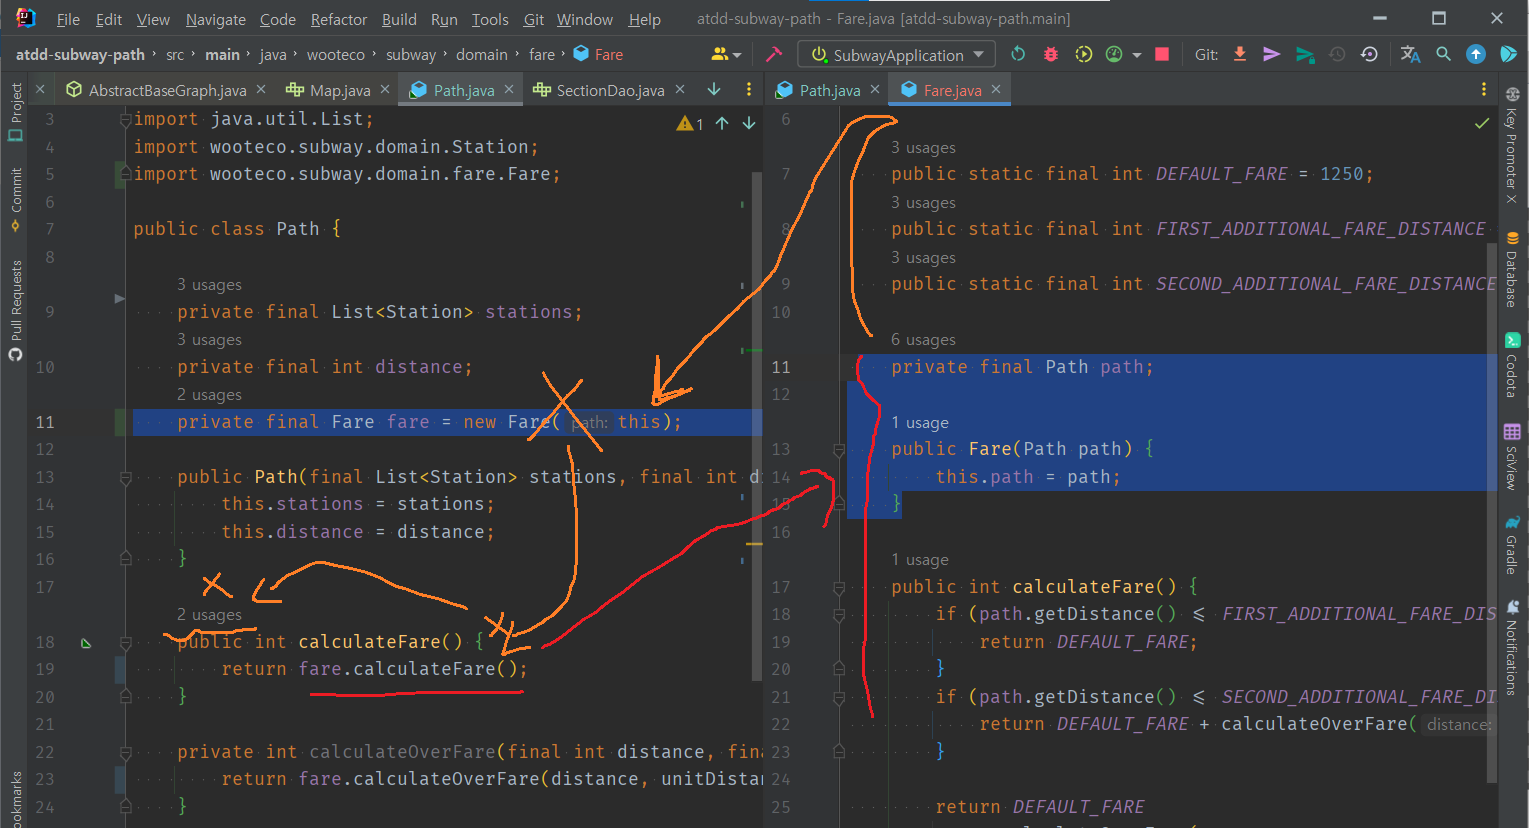 File Edit View Navigate Code Refactor Build Run Tools Git Window Help atdd-subway-path - Fare.java [atdd-subway-path.main]
atdd-subway-path › src › main › java › wooteco › subway › domain › fare › Fare SubwayApplication Git:
AbstractBaseGraph.java Map.java Path.java SectionDao.java
3 import java.util.List;
4 import wooteco.subway.domain.Station;
5 import wooteco.subway.domain.fare.Fare;
6
7 public class Path {
8
3 usages
9 private final List<Station> stations;
3 usages
10 private final int distance;
2 usages
11 private final Fare fare = new Fare( path: this);
12
13 public Path(final List<Station> stations, final int di
14 this.stations = stations;
15 this.distance = distance;
16 }
17
2 usages
18 public int calculateFare() {
19 return fare.calculateFare();
20 }
21
22 private int calculateOverFare(final int distance, fina
23 return fare.calculateOverFare(distance, unitDistan
24 }
1
Path.java Fare.java
6
3 usages
7 public static final int DEFAULT_FARE = 1250;
3 usages
8 public static final int FIRST_ADDITIONAL_FARE_DISTANCE
3 usages
9 public static final int SECOND_ADDITIONAL_FARE_DISTANCE
10
6 usages
11 private final Path path;
12
1 usage
13 public Fare(Path path) {
14 this.path = path;
15 }
16
1 usage
17 public int calculateFare() {
18 if (path.getDistance() <= FIRST_ADDITIONAL_FARE_DIS
19 return DEFAULT_FARE;
20 }
21 if (path.getDistance() <= SECOND_ADDITIONAL_FARE_DI
22 return DEFAULT_FARE + calculateOverFare( distance:
23 }
24
25 return DEFAULT_FARE
Project
Commit
Pull Requests
ookmarks
Key Promoter X
Database
Codota
SciView
Gradle
Notifications